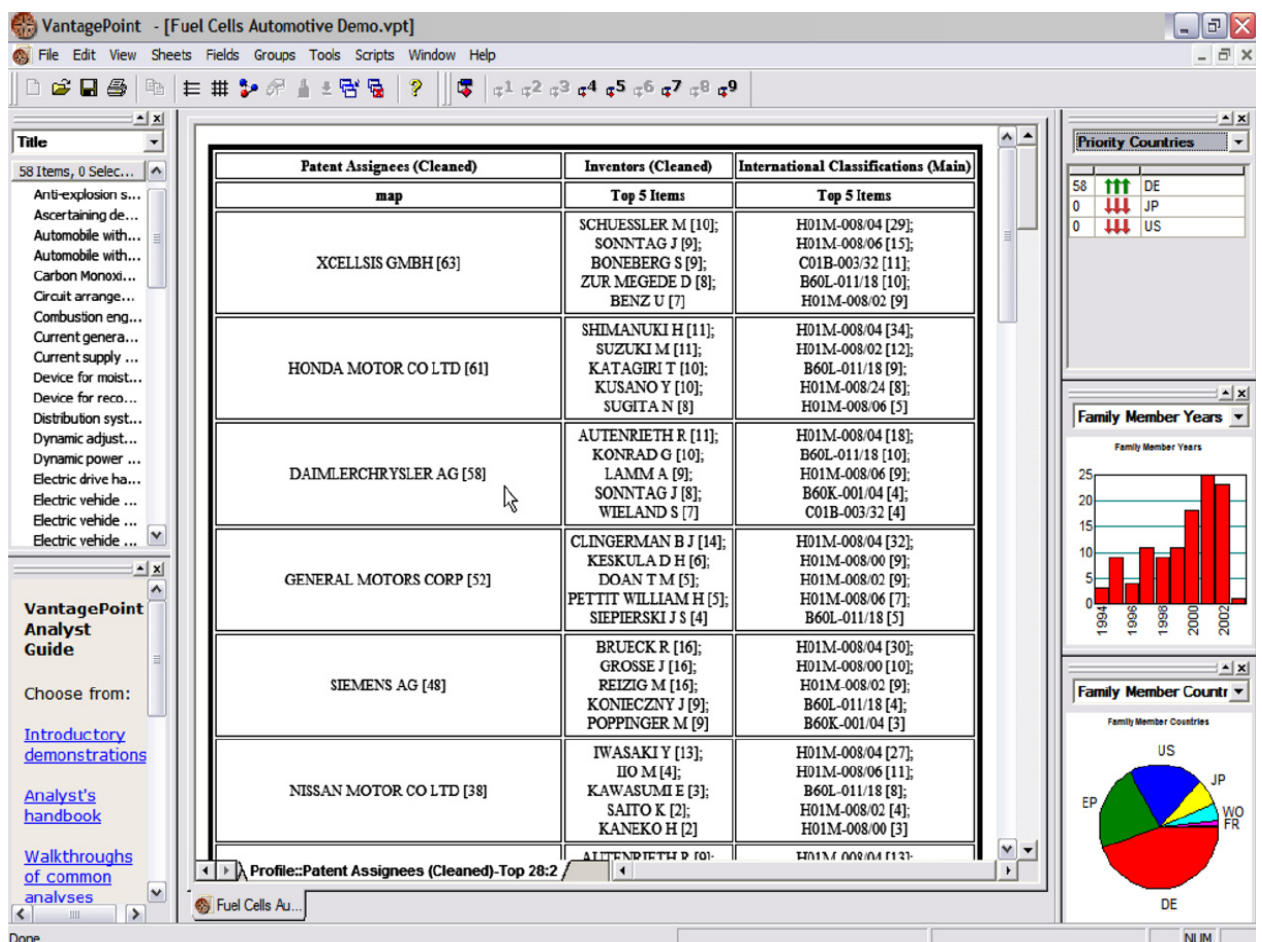 VantagePoint - [Fuel Cells Automotive Demo.vpt]
File Edit View Sheets Fields Groups Tools Scripts Window Help
1 2 3 4 5 6 7 8 9
Title
58 Items, 0 Selec...
Anti-explosion s...
Ascertaining de...
Automobile with...
Automobile with...
Carbon Monoxi...
Circuit arrange...
Combustion eng...
Current genera...
Current supply ...
Device for moist...
Device for reco...
Distribution syst...
Dynamic adjust...
Dynamic power ...
Electric drive ha...
Electric vehicle ...
Electric vehicle ...
Electric vehicle ...
VantagePoint
Analyst
Guide
Choose from:
Introductory
demonstrations
Analyst's
handbook
Walkthroughs
of common
analyses
Patent Assignees (Cleaned) Inventors (Cleaned) International Classifications (Main)
map Top 5 Items Top 5 Items
XCELLSIS GMBH [63]
SCHUESSLER M [10];
SONNTAG J [9];
BONEBERG S [9];
ZUR MEGEDE D [8];
BENZ U [7]
H01M-008/04 [29];
H01M-008/06 [15];
C01B-003/32 [11];
B60L-011/18 [10];
H01M-008/02 [9]
HONDA MOTOR CO LTD [61]
SHIMANUKI H [11];
SUZUKI M [11];
KATAGIRI T [10];
KUSANO Y [10];
SUGITA N [8]
H01M-008/04 [34];
H01M-008/02 [12];
B60L-011/18 [9];
H01M-008/24 [8];
H01M-008/06 [5]
DAIMLERCHRYSLER AG [58]
AUTENRIETH R [11];
KONRAD G [10];
LAMM A [9];
SONNTAG J [8];
WIELAND S [7]
H01M-008/04 [18];
B60L-011/18 [10];
H01M-008/06 [9];
B60K-001/04 [4];
C01B-003/32 [4]
GENERAL MOTORS CORP [52]
CLINGERMAN B J [14];
KESKULA D H [6];
DOAN T M [5];
PETTIT WILLIAM H [5];
SIEPIERSKI J S [4]
H01M-008/04 [32];
H01M-008/00 [9];
H01M-008/02 [9];
H01M-008/06 [7];
B60L-011/18 [5]
SIEMENS AG [48]
BRUECK R [16];
GROSSE J [16];
REIZIG M [16];
KONIECZNY J [9];
POPPINGER M [9]
H01M-008/04 [30];
H01M-008/00 [10];
H01M-008/02 [9];
B60L-011/18 [4];
B60K-001/04 [3]
NISSAN MOTOR CO LTD [38]
IWASAKI Y [13];
IIO M [4];
KAWASUMI E [3];
SAITO K [2];
KANEKO H [2]
H01M-008/04 [27];
H01M-008/06 [11];
B60L-011/18 [8];
H01M-008/02 [4];
H01M-008/00 [3]
AUTENRIETH R [9];
H01M-008/04 [13];
Profile::Patent Assignees (Cleaned)-Top 28:2
Fuel Cells Au...
Priority Countries
58 DE
0 JP
0 US
Family Member Years
Family Member Years
25
20
15
10
5
0
1994 1996 1998 2000 2002
Family Member Countr
Family Member Countries
US
JP
EP
WO
FR
DE
Done
NUM